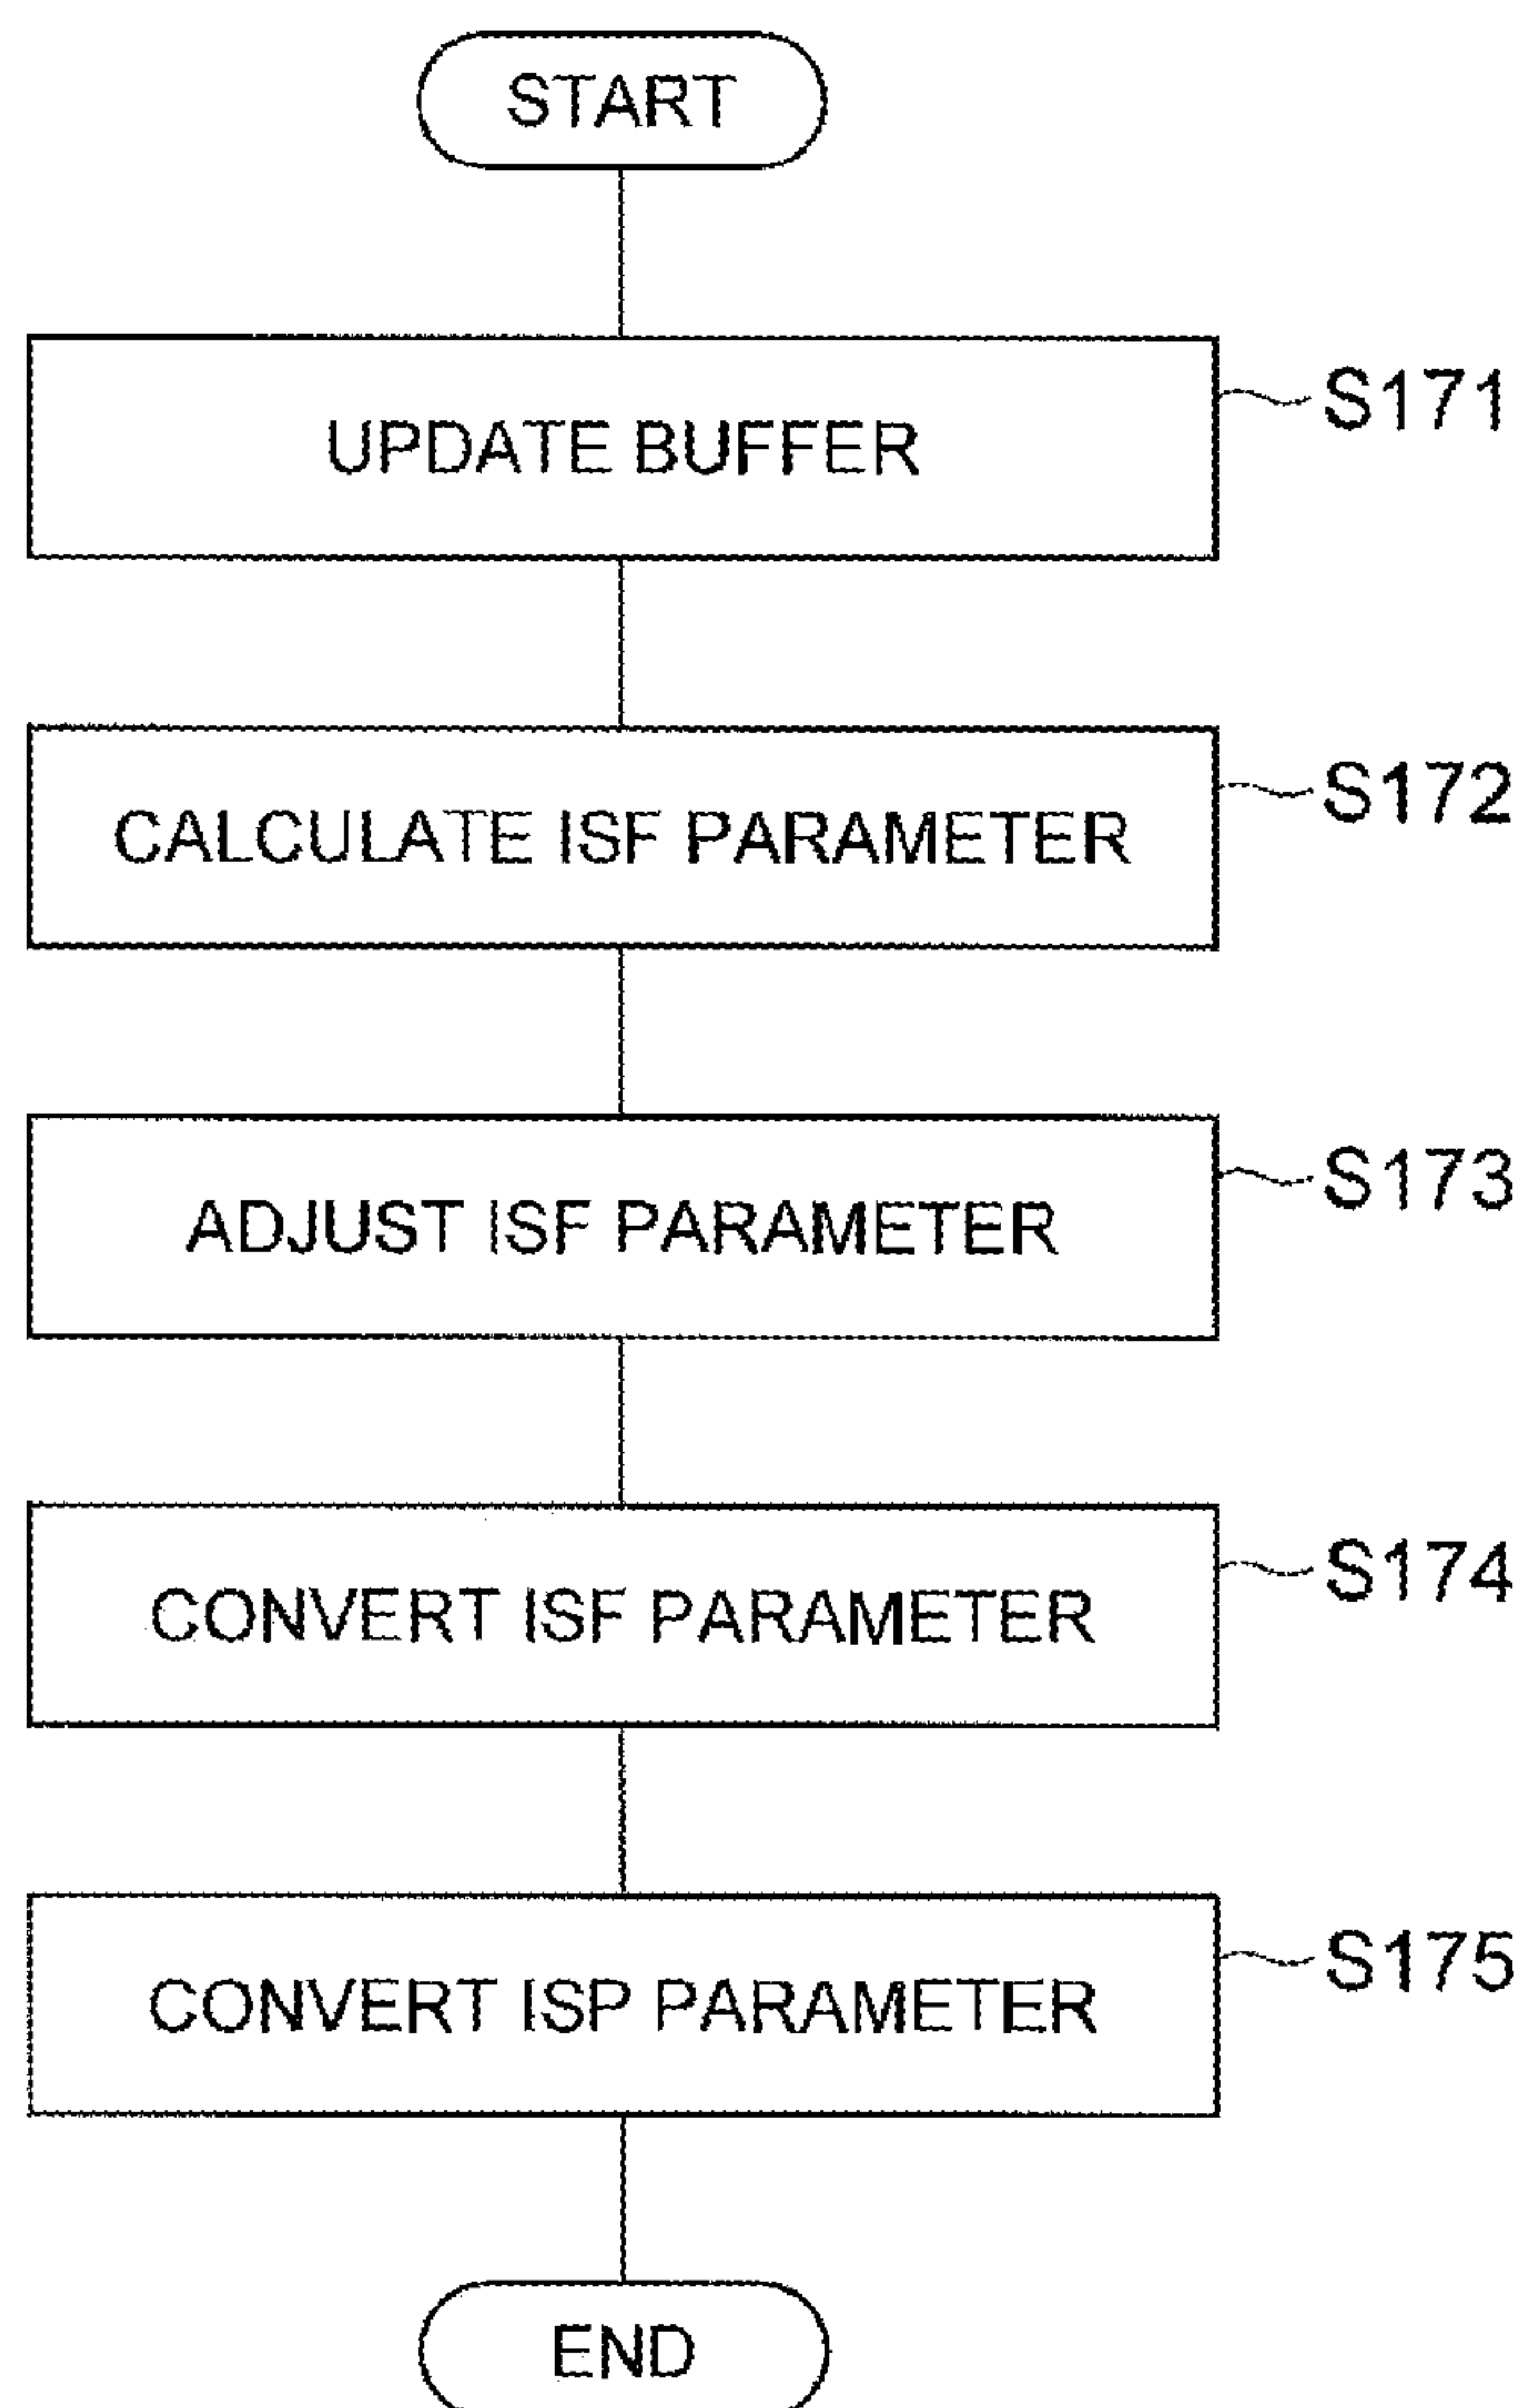 START
UPDATE BUFFER
S171
CALCULATE ISF PARAMETER
S172
ADJUST ISF PARAMETER
S173
CONVERT ISF PARAMETER
S174
CONVERT ISP PARAMETER
S175
END